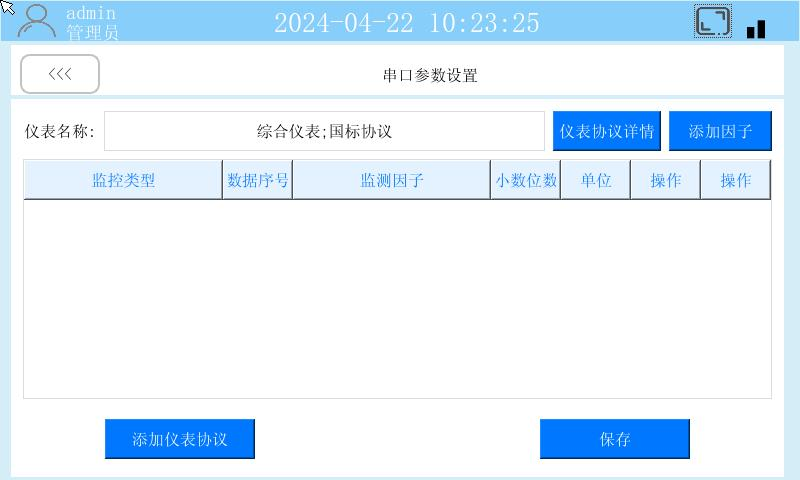 admin
管理员
2024-04-22 10:23:25
<<<
串口参数设置
仪表名称:
综合仪表;国标协议
仪表协议详情
添加因子
监控类型 数据序号 监测因子 小数位数 单位 操作 操作
添加仪表协议
保存